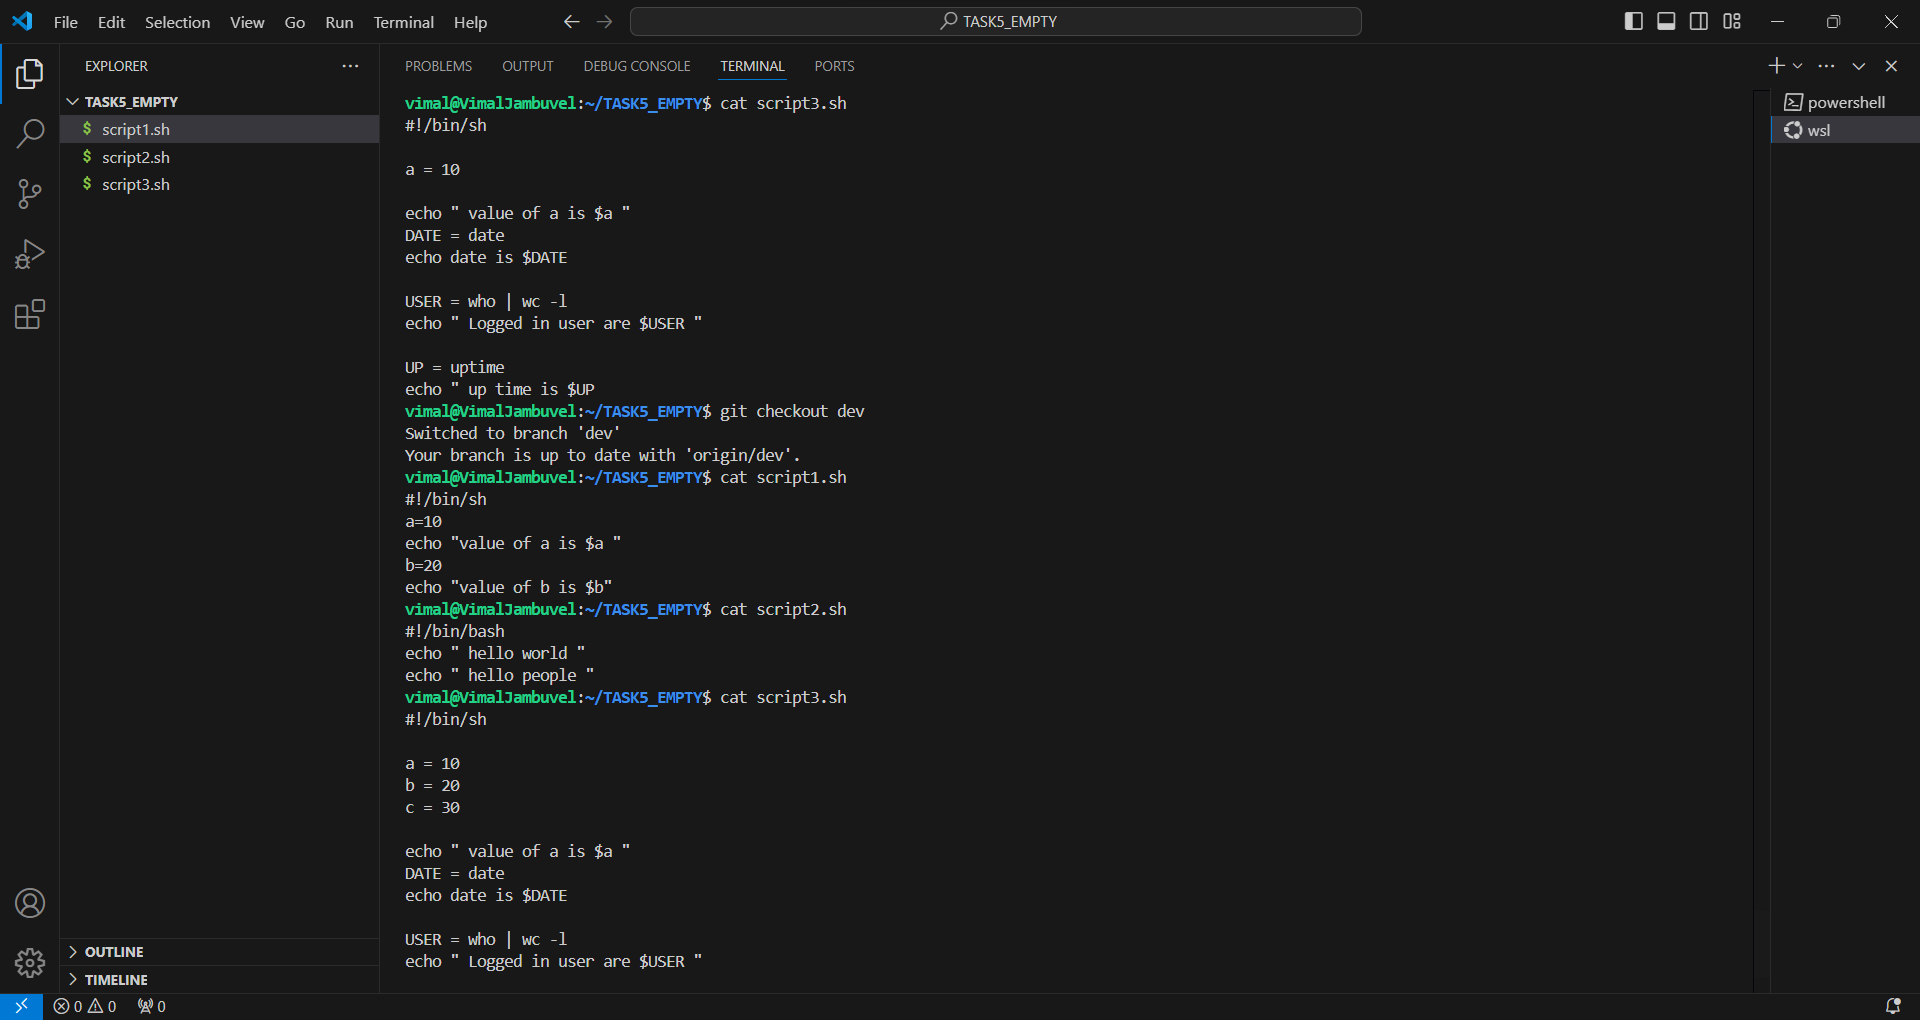 File Edit Selection View Go Run Terminal Help
TASK5_EMPTY
EXPLORER
TASK5_EMPTY
$ script1.sh
$ script2.sh
$ script3.sh
OUTLINE
TIMELINE
PROBLEMS OUTPUT DEBUG CONSOLE TERMINAL PORTS
vimal@VimalJambuvel:~/TASK5_EMPTY$ cat script3.sh
#!/bin/sh
a = 10
echo " value of a is $a "
DATE = date
echo date is $DATE
USER = who | wc -l
echo " Logged in user are $USER "
UP = uptime
echo " up time is $UP
vimal@VimalJambuvel:~/TASK5_EMPTY$ git checkout dev
Switched to branch 'dev'
Your branch is up to date with 'origin/dev'.
vimal@VimalJambuvel:~/TASK5_EMPTY$ cat script1.sh
#!/bin/sh
a=10
echo "value of a is $a "
b=20
echo "value of b is $b"
vimal@VimalJambuvel:~/TASK5_EMPTY$ cat script2.sh
#!/bin/bash
echo " hello world "
echo " hello people "
vimal@VimalJambuvel:~/TASK5_EMPTY$ cat script3.sh
#!/bin/sh
a = 10
b = 20
c = 30
echo " value of a is $a "
DATE = date
echo date is $DATE
USER = who | wc -l
echo " Logged in user are $USER "
powershell
wsl
0 0 0